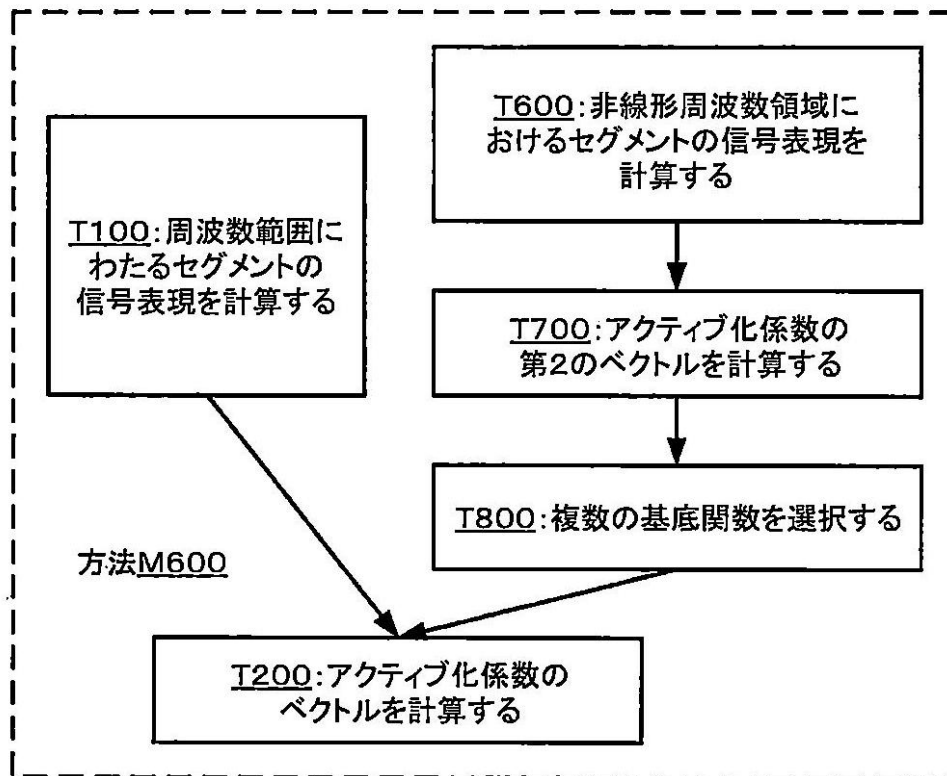 T600:非線形周波数領域に
おけるセグメントの信号表現を
計算する
T100:周波数範囲に
わたるセグメントの
信号表現を計算する
T700:アクティブ化係数の
第2のベクトルを計算する
T800:複数の基底関数を選択する
方法M600
T200:アクティブ化係数の
ベクトルを計算する